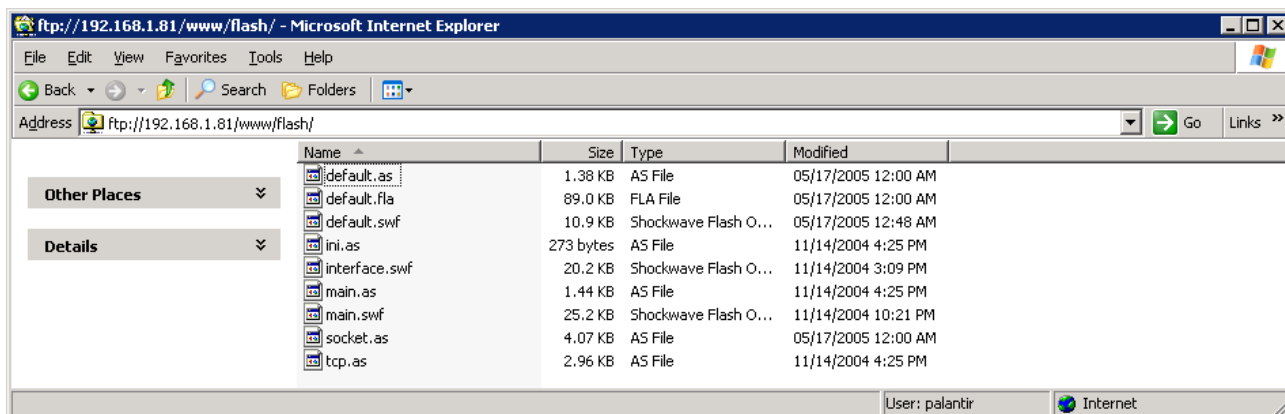 ftp://192.168.1.81/www/flash/ - Microsoft Internet Explorer
File Edit View Favorites Tools Help
Back Search Folders
Address ftp://192.168.1.81/www/flash/ Go Links »
Name Size Type Modified
Other Places
Details
default.as 1.38 KB AS File 05/17/2005 12:00 AM
default.fla 89.0 KB FLA File 05/17/2005 12:00 AM
default.swf 10.9 KB Shockwave Flash O... 05/17/2005 12:48 AM
ini.as 273 bytes AS File 11/14/2004 4:25 PM
interface.swf 20.2 KB Shockwave Flash O... 11/14/2004 3:09 PM
main.as 1.44 KB AS File 11/14/2004 4:25 PM
main.swf 25.2 KB Shockwave Flash O... 11/14/2004 10:21 PM
socket.as 4.07 KB AS File 05/17/2005 12:00 AM
tcp.as 2.96 KB AS File 11/14/2004 4:25 PM
User: palantir Internet